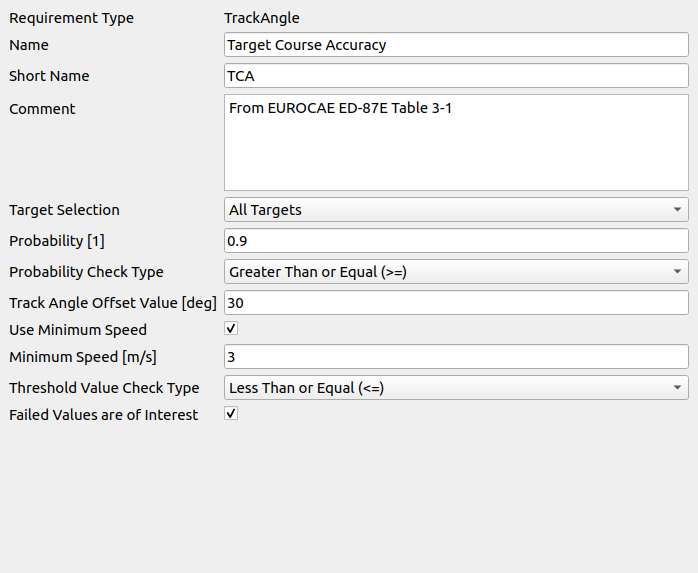 Requirement Type TrackAngle
Name Target Course Accuracy
Short Name TCA
Comment From EUROCAE ED-87E Table 3-1
Target Selection All Targets
Probability [1] 0.9
Probability Check Type Greater Than or Equal (>=)
Track Angle Offset Value [deg] 30
Use Minimum Speed
Minimum Speed [m/s] 3
Threshold Value Check Type Less Than or Equal (<=)
Failed Values are of Interest